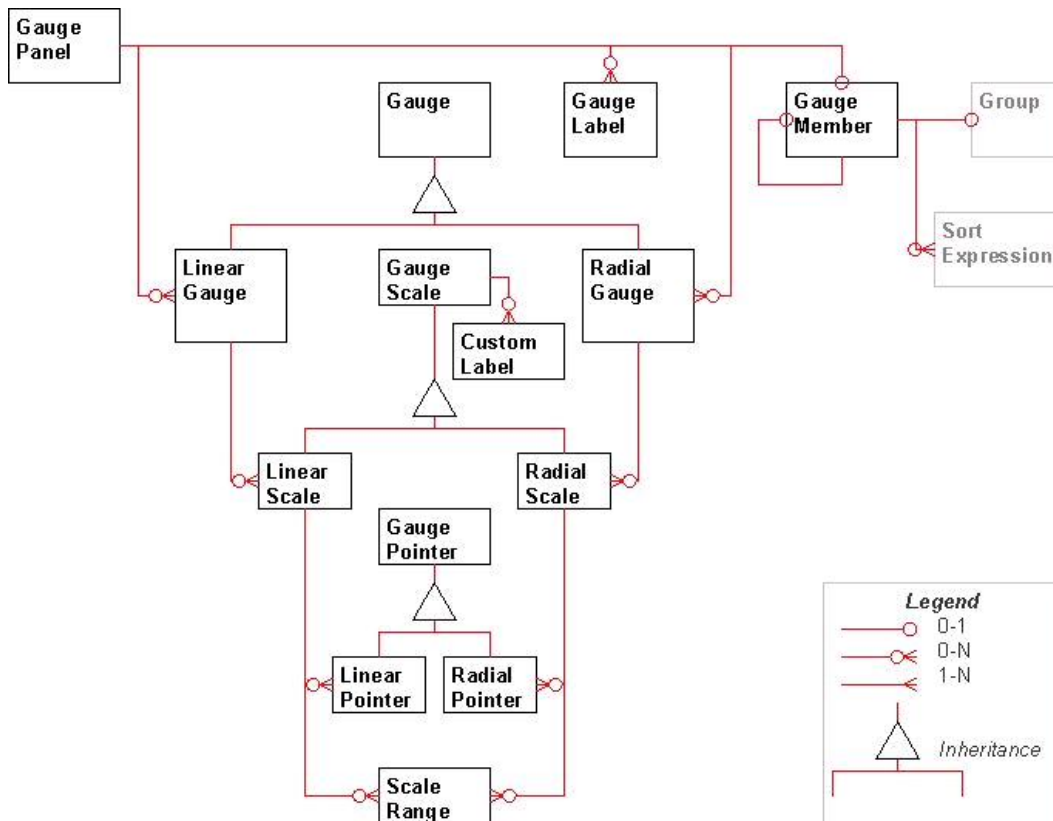 Gauge
Panel
Gauge
Gauge
Label
Gauge
Member
Group
Sort
Expression
Linear
Gauge
Gauge
Scale
Radial
Gauge
Custom
Label
Linear
Scale
Radial
Scale
Gauge
Pointer
Linear
Pointer
Radial
Pointer
Scale
Range
Legend
0-1
0-N
1-N
Inheritance